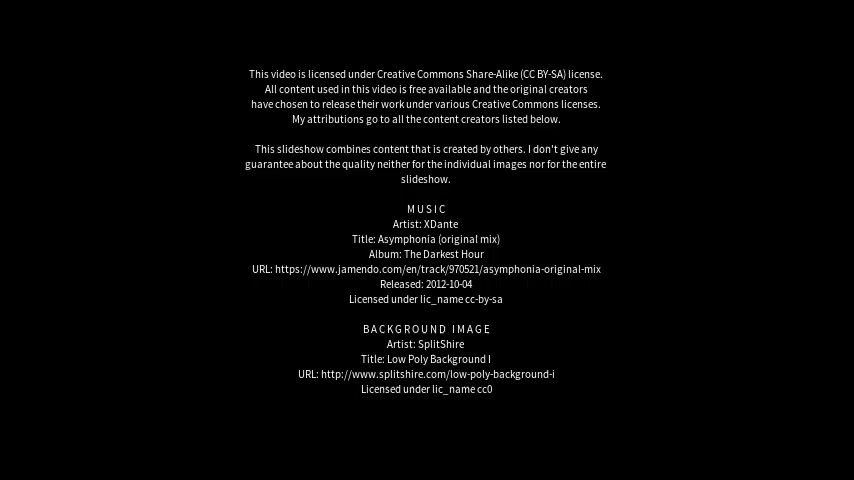 This video is licensed under Creative Commons Share-Alike (CC BY-SA) license.
All content used in this video is free available and the original creators
have chosen to release their work under various Creative Commons licenses.
My attributions go to all the content creators listed below.
This slideshow combines content that is created by others. I don't give any
guarantee about the quality neither for the individual images nor for the entire
slideshow.
M U S I C
Artist: XDante
Title: Asymphonia (original mix)
Album: The Darkest Hour
URL: https://www.jamendo.com/en/track/970521/asymphonia-original-mix
Released: 2012-10-04
Licensed under lic_name cc-by-sa
B A C K G R O U N D   I M A G E
Artist: SplitShire
Title: Low Poly Background I
URL: http://www.splitshire.com/low-poly-background-i
Licensed under lic_name cc0